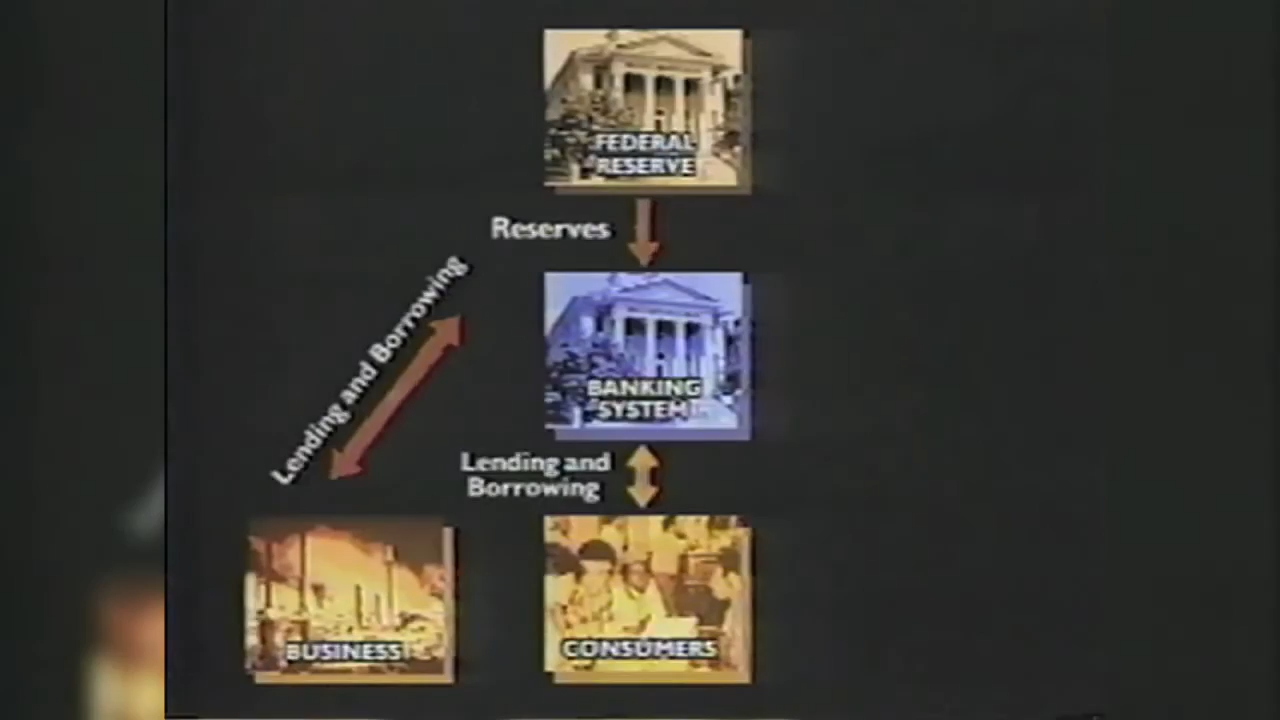 FEDERAL
RESERVE
Reserves
Lending and Borrowing
BANKING
SYSTEM
Lending and
Borrowing
BUSINESS
CONSUMERS